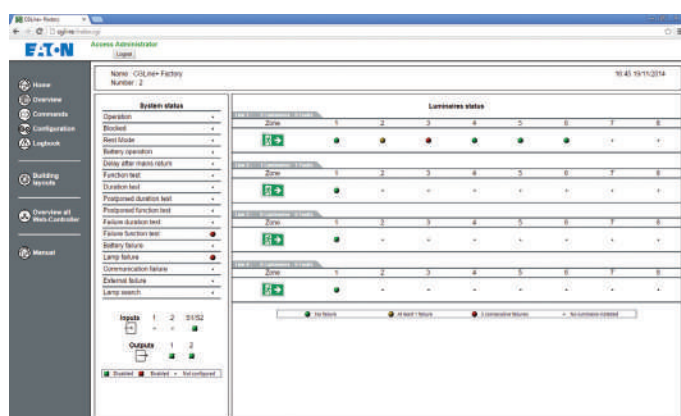 CGLine+ Factory
EATON
Access Administrator
Logout
Name : CGLine+ Factory
Number : 2
16:45 19/11/2014
Home
Overview
Commands
Configuration
Logbook
Building layouts
Overview all Web-Controller
Manual
System status
Operation
Blocked
Rest Mode
Battery operation
Delay after mains return
Function test
Duration test
Postponed duration test
Postponed function test
Failure duration test
Failure function test
Battery failure
Lamp failure
Communication failure
External failure
Lamp search
Inputs 1 2 S1/S2
Outputs 1 2
Disabled Enabled Not configured
Luminaires status
Zone 1 2 3 4 5 6 7 8
Zone 1 2 3 4 5 6 7 8
Zone 1 2 3 4 5 6 7 8
Zone 1 2 3 4 5 6 7 8
No failure At least 1 failure 3 consecutive failures No luminaire installed